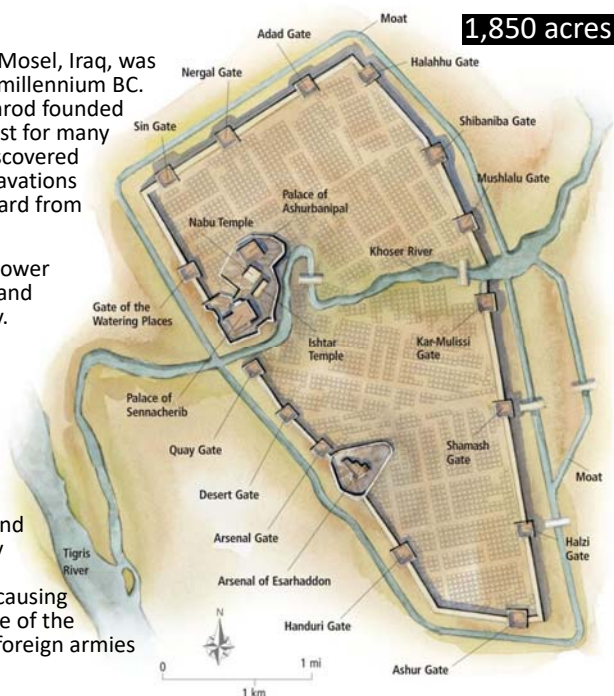 1,850 acres
Mosel, Iraq, was
millennium BC.
rod founded
st for many
scovered
avations
ard from
ower
and
y.
nd
y
causing
e of the
foreign armies
Moat
Adad Gate
Halahhu Gate
Nergal Gate
Sin Gate
Shibaniba Gate
Mushlalu Gate
Palace of
Ashurbanipal
Nabu Temple
Khoser River
Gate of the
Watering Places
Ishtar
Temple
Kar-Mulissi
Gate
Palace of
Sennacherib
Quay Gate
Shamash
Gate
Desert Gate
Moat
Arsenal Gate
Halzi
Gate
Tigris
River
Arsenal of Esarhaddon
Handuri Gate
Ashur Gate
N
0
1 mi
1 km